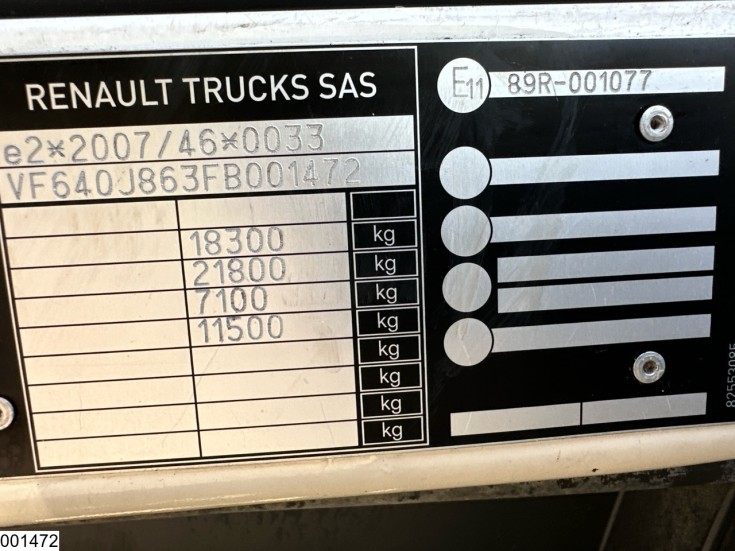 RENAULT TRUCKS SAS
e2*2007/46*0033
VF640J863FB001472
18300 kg
21800 kg
7100 kg
11500 kg
kg
kg
kg
kg
E11 89R-001077
82553085
001472